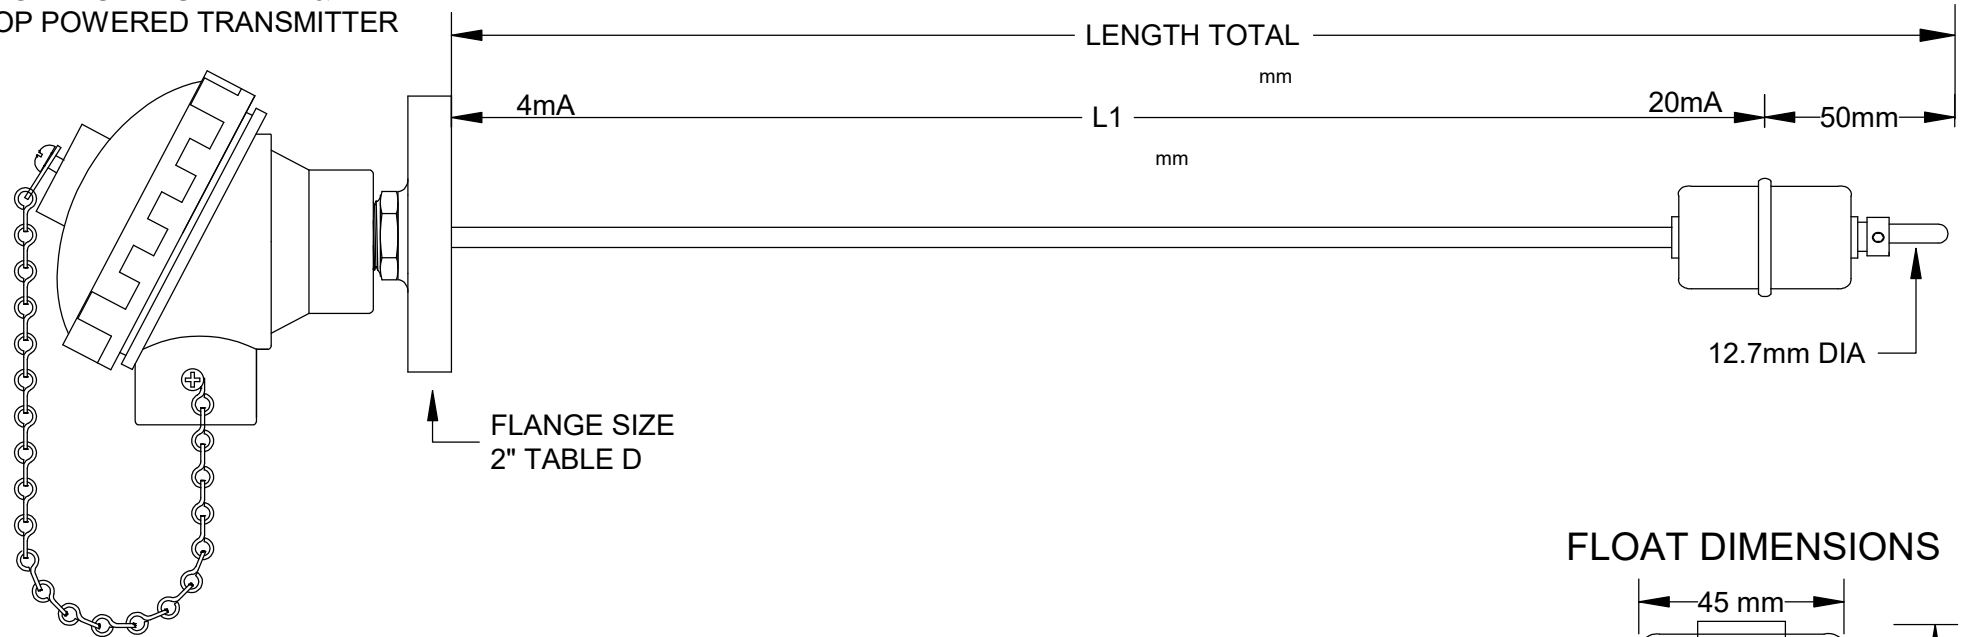 OP POWERED TRANSMITTER
LENGTH TOTAL
mm
4mA
L1
20mA
50mm
mm
12.7mm DIA
FLANGE SIZE
2" TABLE D
FLOAT DIMENSIONS
45 mm